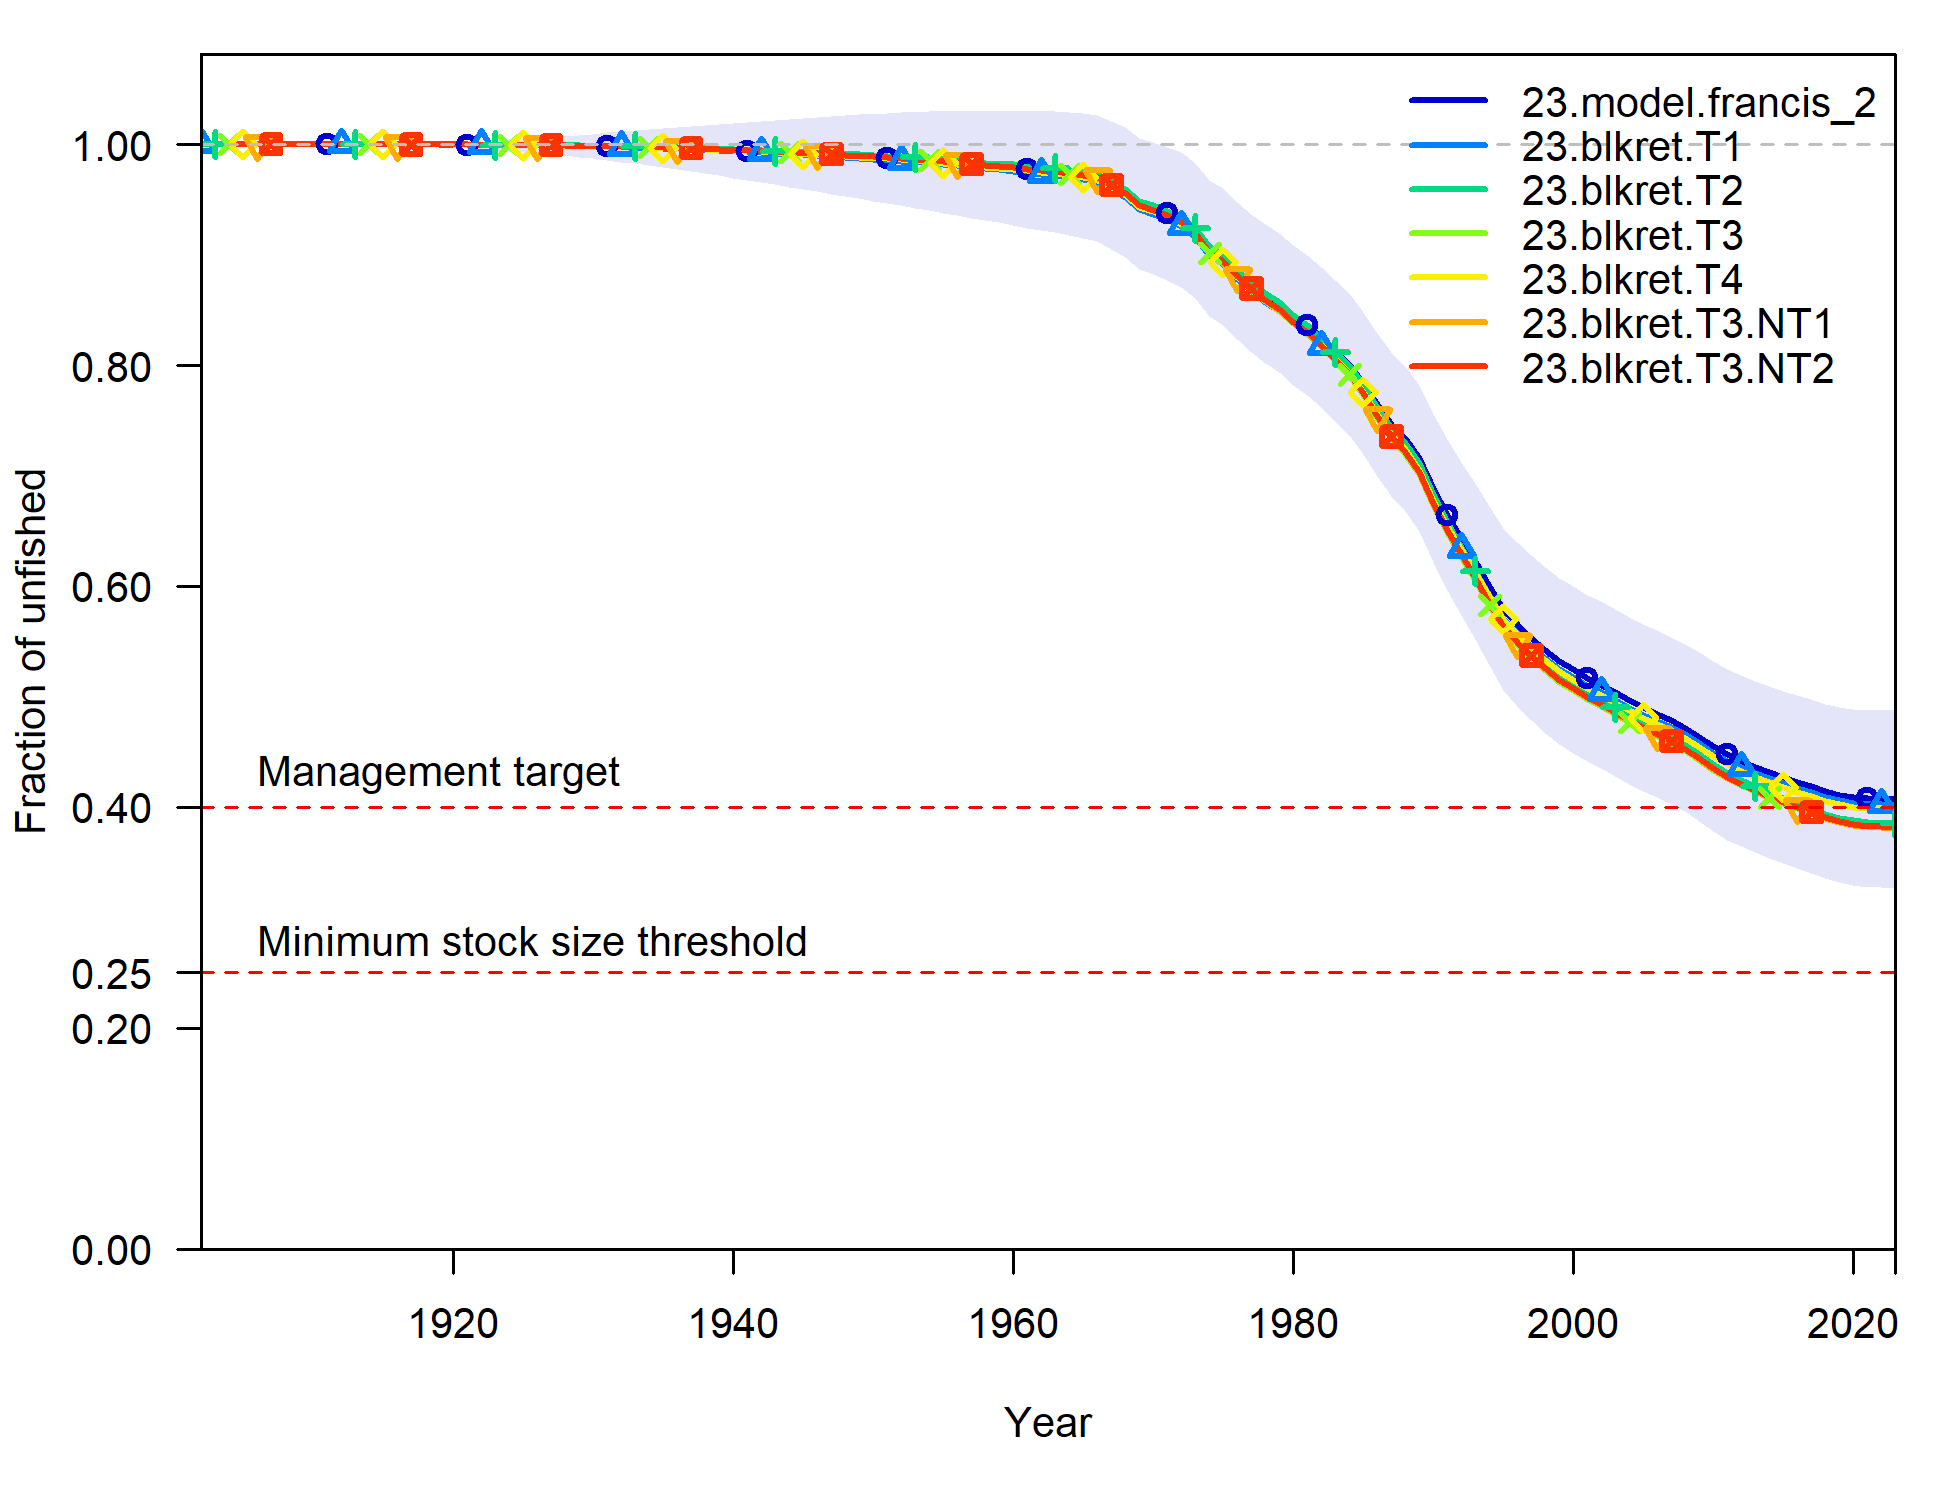 23.model.francis_2
23.blkret.T1
23.blkret.T2
23.blkret.T3
23.blkret.T4
23.blkret.T3.NT1
23.blkret.T3.NT2
1.00
0.80
0.60
0.40
0.25
0.20
0.00
Fraction of unfished
Management target
Minimum stock size threshold
1920
1940
1960
1980
2000
2020
Year